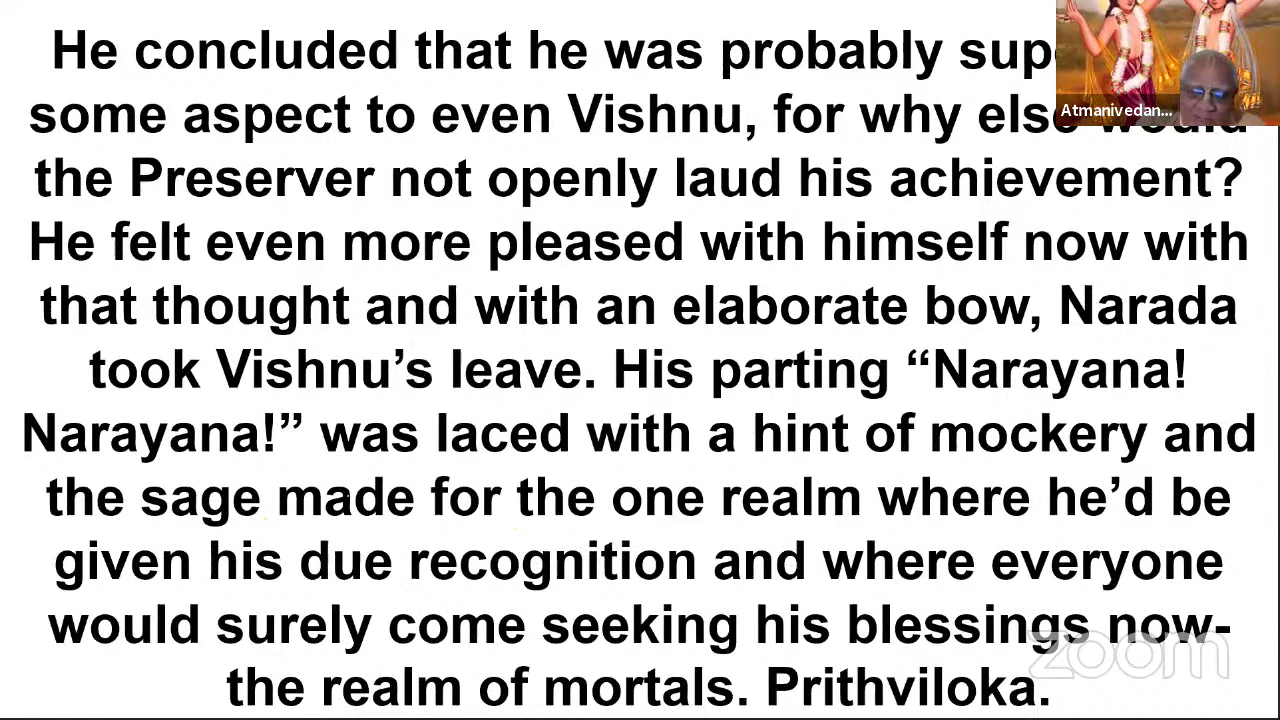 He concluded that he was probably
some aspect to even Vishnu, for why else would
the Preserver not openly laud his achievement?
He felt even more pleased with himself now with
that thought and with an elaborate bow, Narada
took Vishnu’s leave. His parting “Narayana!
Narayana!” was laced with a hint of mockery and
the sage made for the one realm where he’d be
given his due recognition and where everyone
would surely come seeking his blessings now-
the realm of mortals. Prithviloka.
Atmanivedan...
zoom